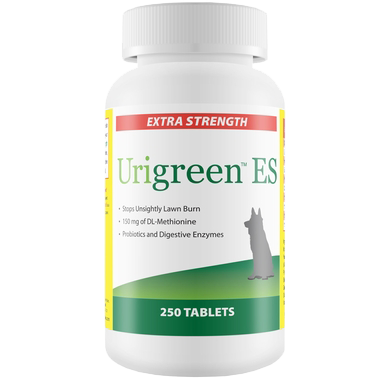 EXTRA STRENGTH
Urigreen™ ES
• Stops Unsightly Lawn Burn
• 150 mg of DL-Methionine
• Probiotics and Digestive Enzymes
250 TABLETS